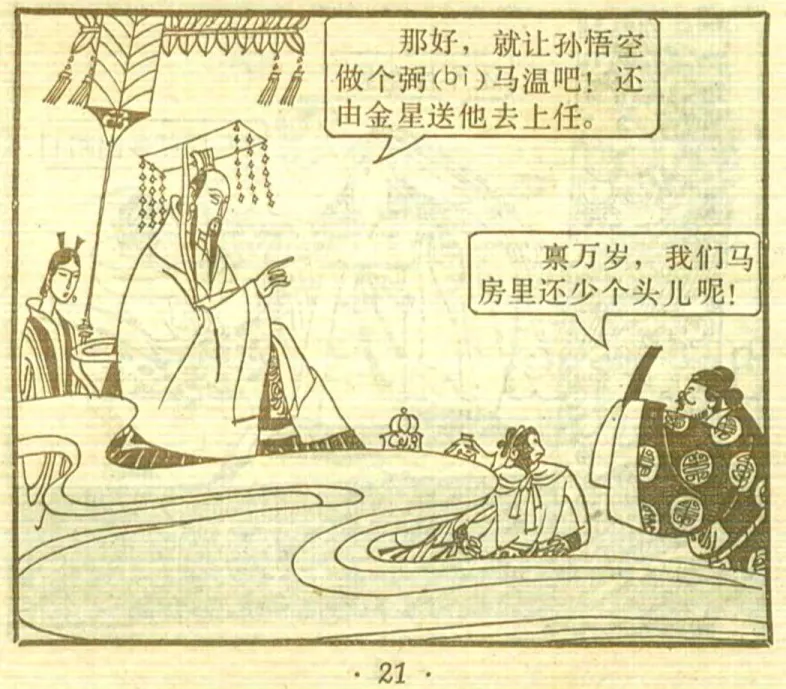 那好，就让孙悟空
做个弼(bì)马温吧！还
由金星送他去上任。
禀万岁，我们马
房里还少个头儿呢！
· 21 ·